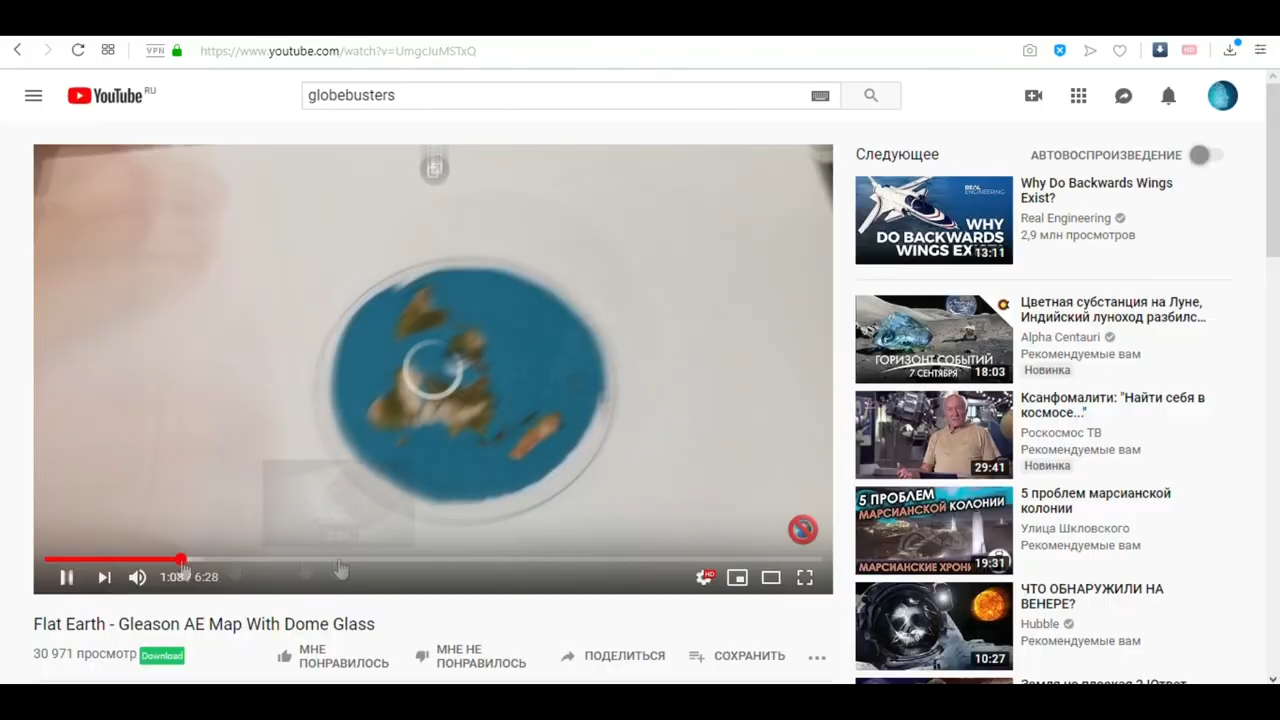 VPN
https://www.youtube.com/watch?v=UmgcJuMSTxQ
YouTube RU
globebusters
Следующее
АВТОВОСПРОИЗВЕДЕНИЕ
REAL
ENGINEERING
WHY
DO BACKWARDS
WINGS EX
13:11
Why Do Backwards Wings
Exist?
Real Engineering
2,9 млн просмотров
ГОРИЗОНТ СОБЫТИЙ
7 СЕНТЯБРЯ
18:03
Цветная субстанция на Луне,
Индийский луноход разбилс...
Alpha Centauri
Рекомендуемые вам
Новинка
29:41
Ксанфомалити: "Найти себя в
космосе..."
Роскосмос ТВ
Рекомендуемые вам
Новинка
5 ПРОБЛЕМ
МАРСИАНСКОЙ КОЛОНИИ
МАРСИАНСКИЕ ХРОНИ
19:31
5 проблем марсианской
колонии
Улица Шкловского
Рекомендуемые вам
10:27
ЧТО ОБНАРУЖИЛИ НА
ВЕНЕРЕ?
Hubble
Рекомендуемые вам
1:08 / 6:28
HD
Flat Earth - Gleason AE Map With Dome Glass
30 971 просмотр
Download
МНЕ
ПОНРАВИЛОСЬ
МНЕ НЕ
ПОНРАВИЛОСЬ
ПОДЕЛИТЬСЯ
СОХРАНИТЬ